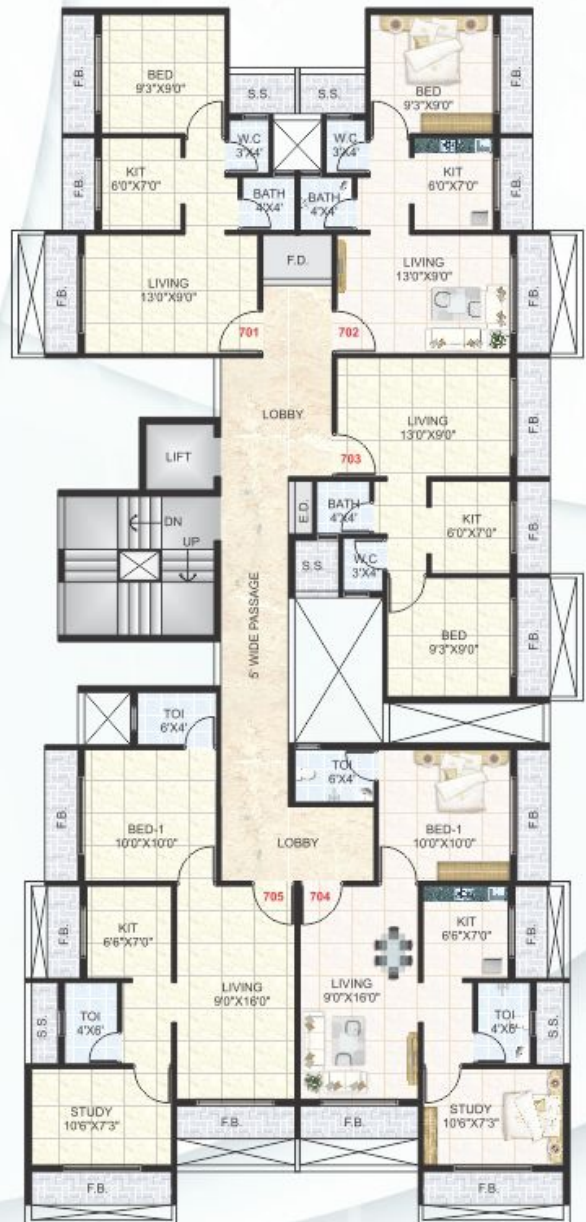 F.B.
BED
9'3"X9'0"
S.S.
S.S.
BED
9'3"X9'0"
F.B.
W.C
3'X4'
W.C
3'X4'
F.B.
KIT
6'0"X7'0"
KIT
6'0"X7'0"
F.B.
BATH
4'X4'
BATH
4'X4'
F.B.
LIVING
13'0"X9'0"
F.D.
LIVING
13'0"X9'0"
F.B.
701
702
LOBBY
LIVING
13'0"X9'0"
F.B.
LIFT
703
DN
UP
E.D.
BATH
4'X4'
KIT
6'0"X7'0"
F.B.
S.S.
W.C
3'X4'
5' WIDE PASSAGE
BED
9'3"X9'0"
F.B.
TOI
6'X4'
TOI
6'X4'
F.B.
BED-1
10'0"X10'0"
LOBBY
BED-1
10'0"X10'0"
F.B.
705
704
F.B.
KIT
6'6"X7'0"
KIT
6'6"X7'0"
F.B.
LIVING
9'0"X16'0"
LIVING
9'0"X16'0"
S.S.
TOI
4'X6'
TOI
4'X6'
S.S.
STUDY
10'6"X7'3"
F.B.
F.B.
STUDY
10'6"X7'3"
F.B.
F.B.